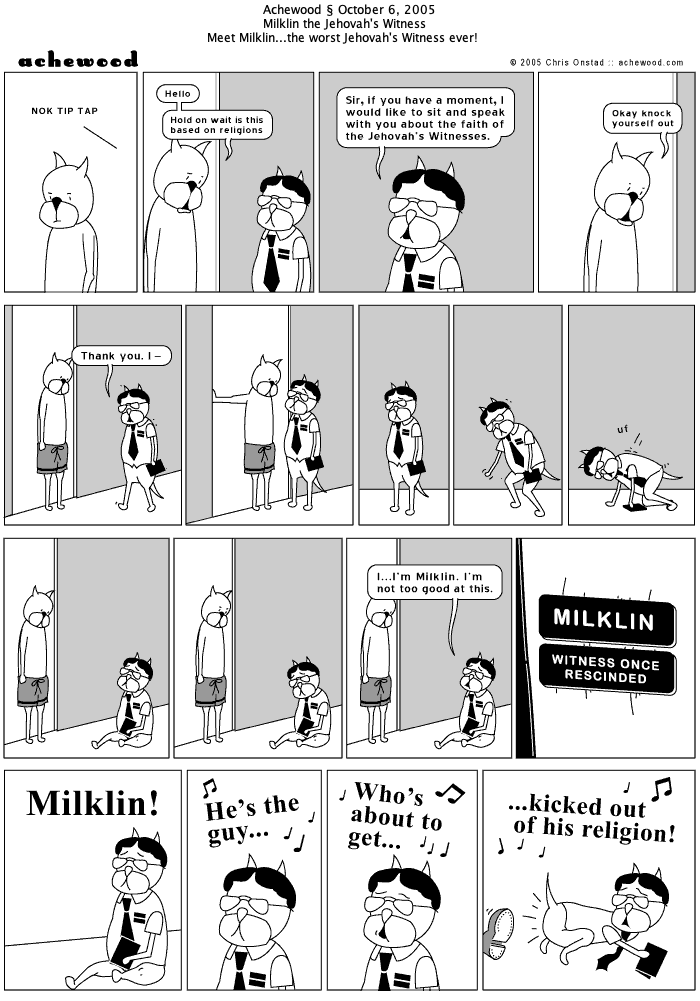 Achewood § October 6, 2005
Milklin the Jehovah's Witness
Meet Milklin...the worst Jehovah's Witness ever!
achewood
© 2005 Chris Onstad :: achewood.com
NOK TIP TAP
Hello
Hold on wait is this
based on religions
Sir, if you have a moment, I
would like to sit and speak
with you about the faith of
the Jehovah's Witnesses.
Okay knock
yourself out
Thank you. I –
uf
I...I'm Milklin. I'm
not too good at this.
MILKLIN
WITNESS ONCE
RESCINDED
Milklin!
He's the
guy...
Who's
about to
get...
...kicked out
of his religion!